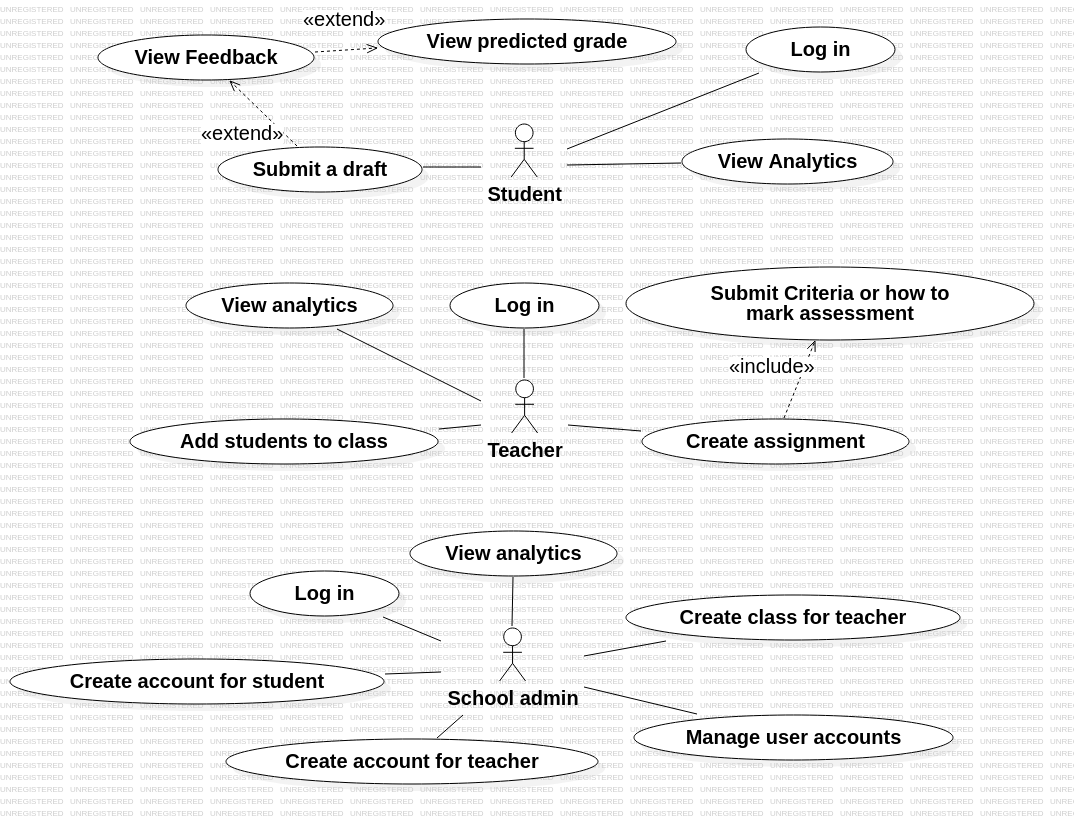 «extend»
View predicted grade
View Feedback
Log in
«extend»
Submit a draft
View Analytics
Student
View analytics
Log in
Submit Criteria or how to
mark assessment
«include»
Add students to class
Teacher
Create assignment
View analytics
Log in
Create class for teacher
Create account for student
School admin
Manage user accounts
Create account for teacher
UNREGISTERED